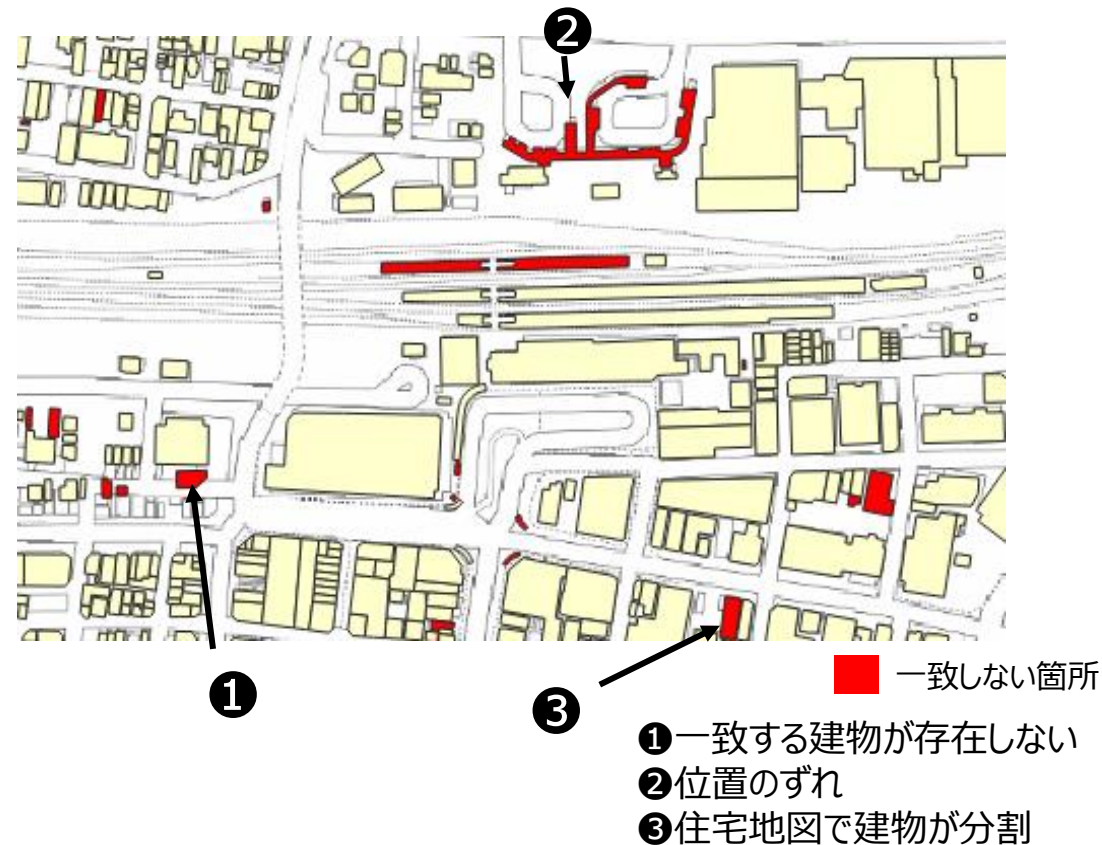 ❷
❶
❸
一致しない箇所
❶一致する建物が存在しない
❷位置のずれ
❸住宅地図で建物が分割